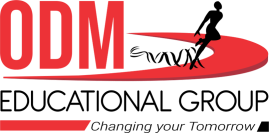 ODM
EDUCATIONAL GROUP
Changing your Tomorrow